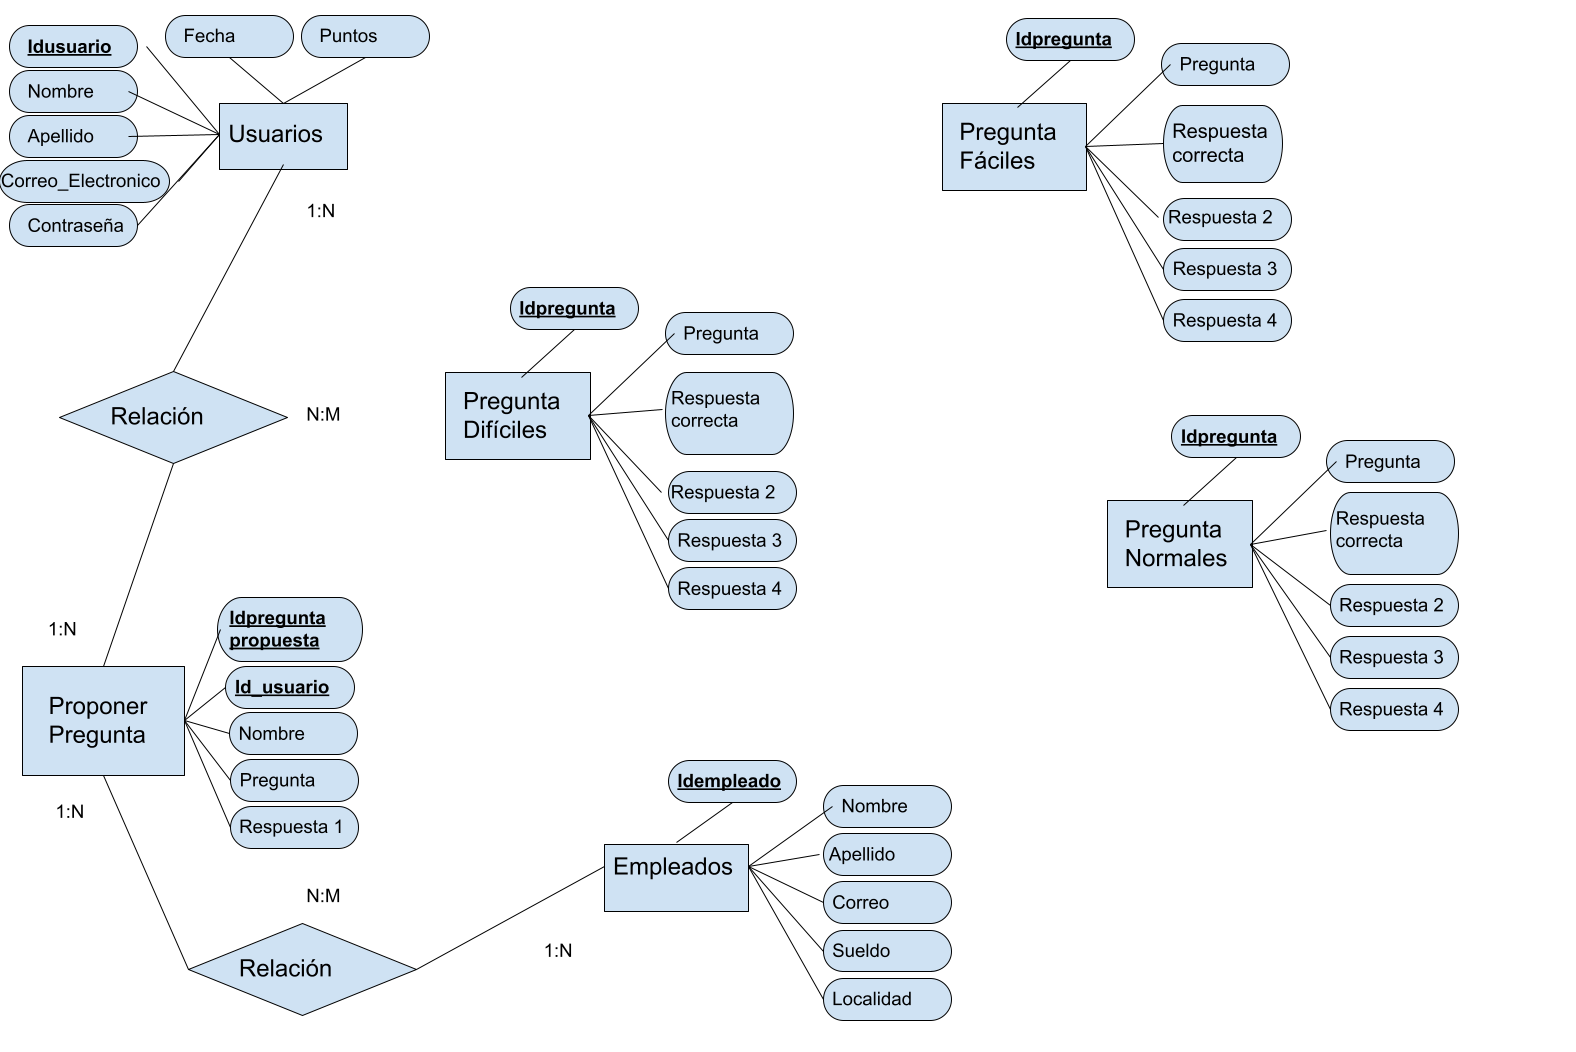 Idusuario
Nombre
Apellido
Correo_Electronico
Contraseña
Fecha
Puntos
Usuarios
1:N
Relación
N:M
1:N
Idpregunta
propuesta
Id_usuario
Nombre
Pregunta
Respuesta 1
Proponer
Pregunta
1:N
N:M
Relación
1:N
Idempleado
Nombre
Apellido
Correo
Sueldo
Localidad
Empleados
Idpregunta
Pregunta
Respuesta
correcta
Respuesta 2
Respuesta 3
Respuesta 4
Pregunta
Difíciles
Idpregunta
Pregunta
Respuesta
correcta
Respuesta 2
Respuesta 3
Respuesta 4
Pregunta
Fáciles
Idpregunta
Pregunta
Respuesta
correcta
Respuesta 2
Respuesta 3
Respuesta 4
Pregunta
Normales